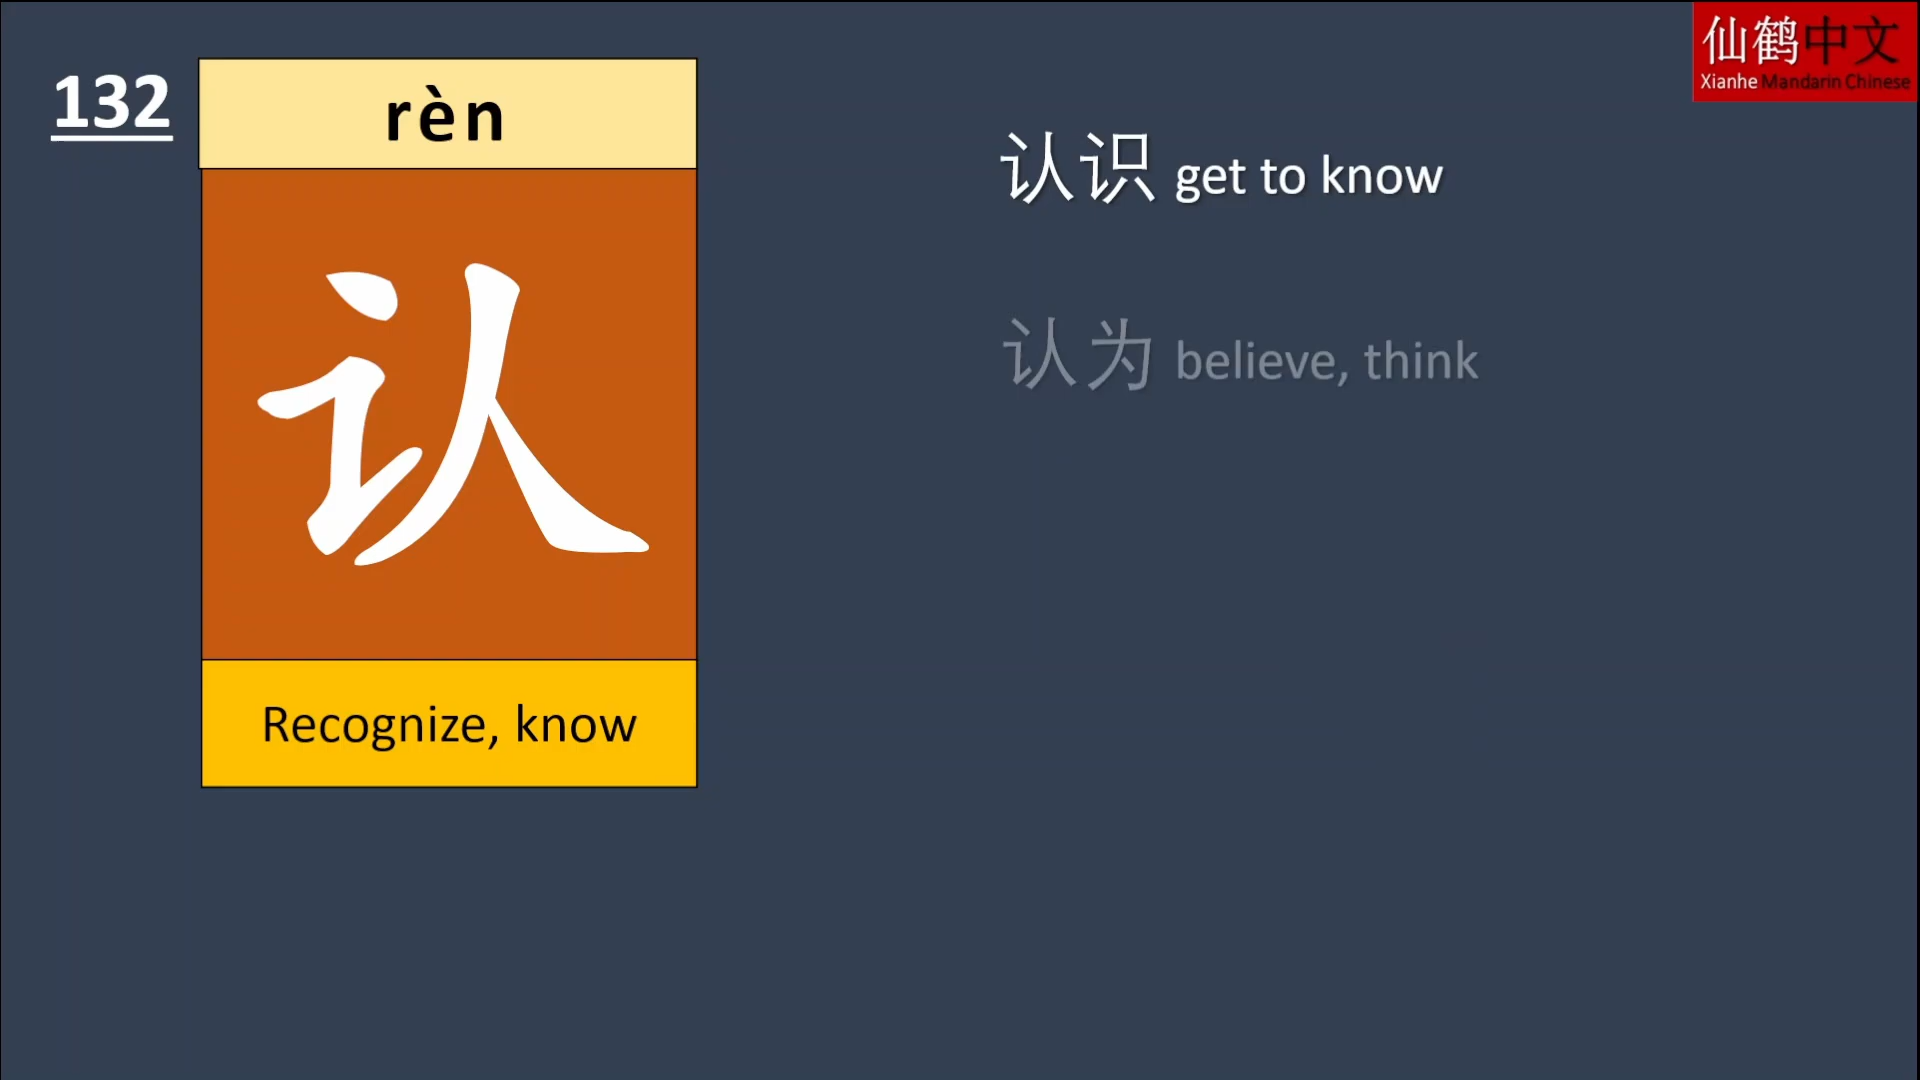 132
rèn
认
Recognize, know
认识 get to know
认为 believe, think
仙鹤中文
Xianhe Mandarin Chinese